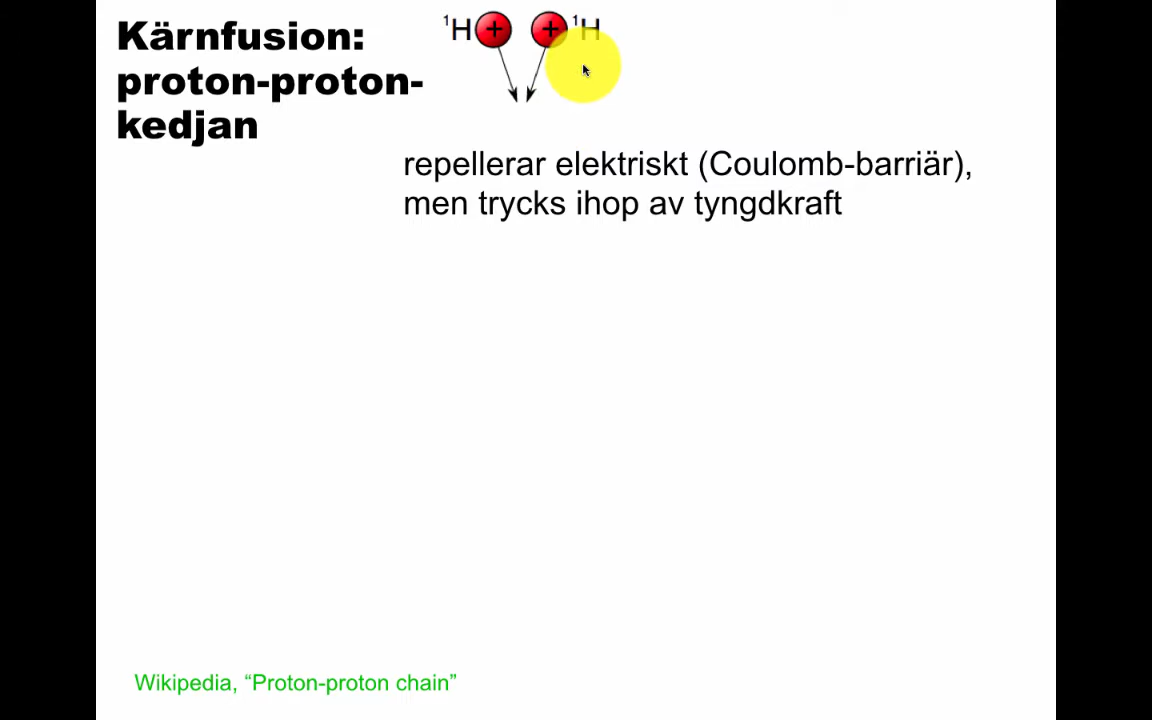 Kärnfusion:
proton-proton-
kedjan
¹H + + ¹H
repellerar elektriskt (Coulomb-barriär),
men trycks ihop av tyngdkraft
Wikipedia, “Proton-proton chain”